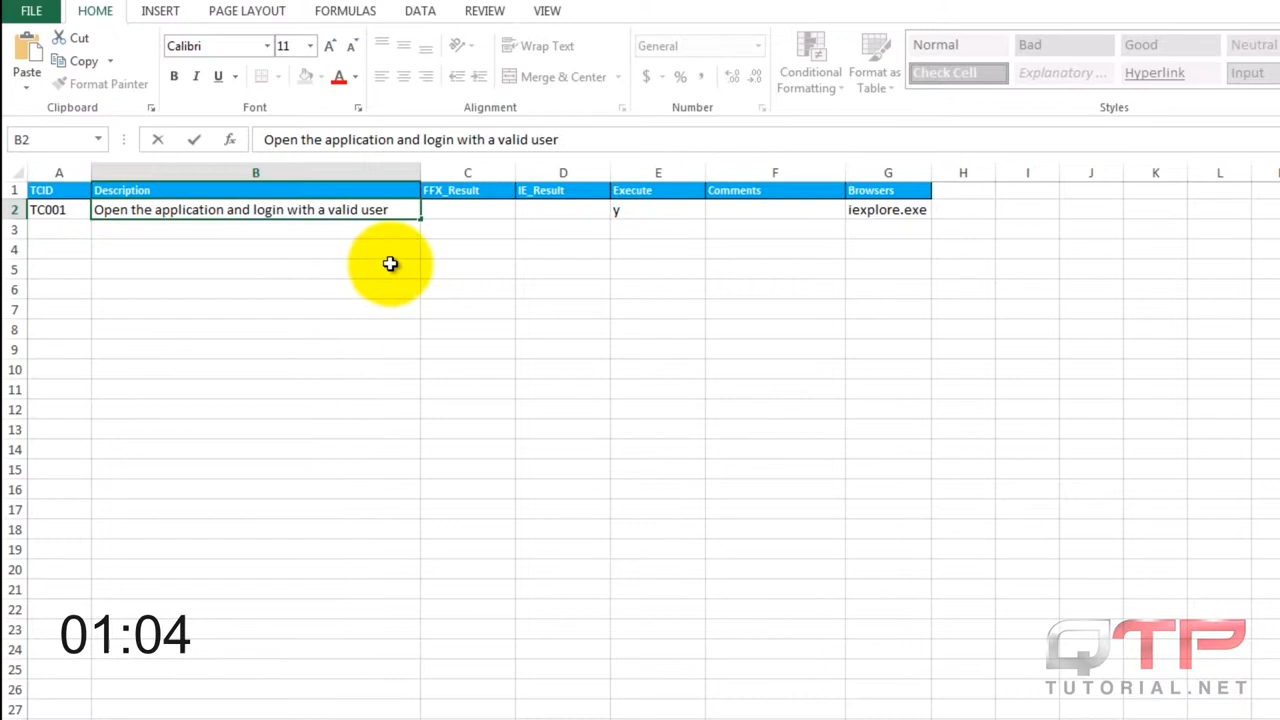 FILE HOME INSERT PAGE LAYOUT FORMULAS DATA REVIEW VIEW
Cut
Copy
Format Painter
Paste
Calibri 11
B I U A
Wrap Text
Merge & Center
General
$ % ,
Conditional Formatting
Format as Table
Normal Bad Good Neutral
Check Cell Explanatory Hyperlink Input
Clipboard Font Alignment Number Styles
B2 fx Open the application and login with a valid user
A B C D E F G H I J K L
1 TCID Description FFX_Result IE_Result Execute Comments Browsers
2 TC001 Open the application and login with a valid user y iexplore.exe
3
4
5
6
7
8
9
10
11
12
13
14
15
16
17
18
19
20
21
22
23
24
25
26
27
01:04
QTP
TUTORIAL.NET